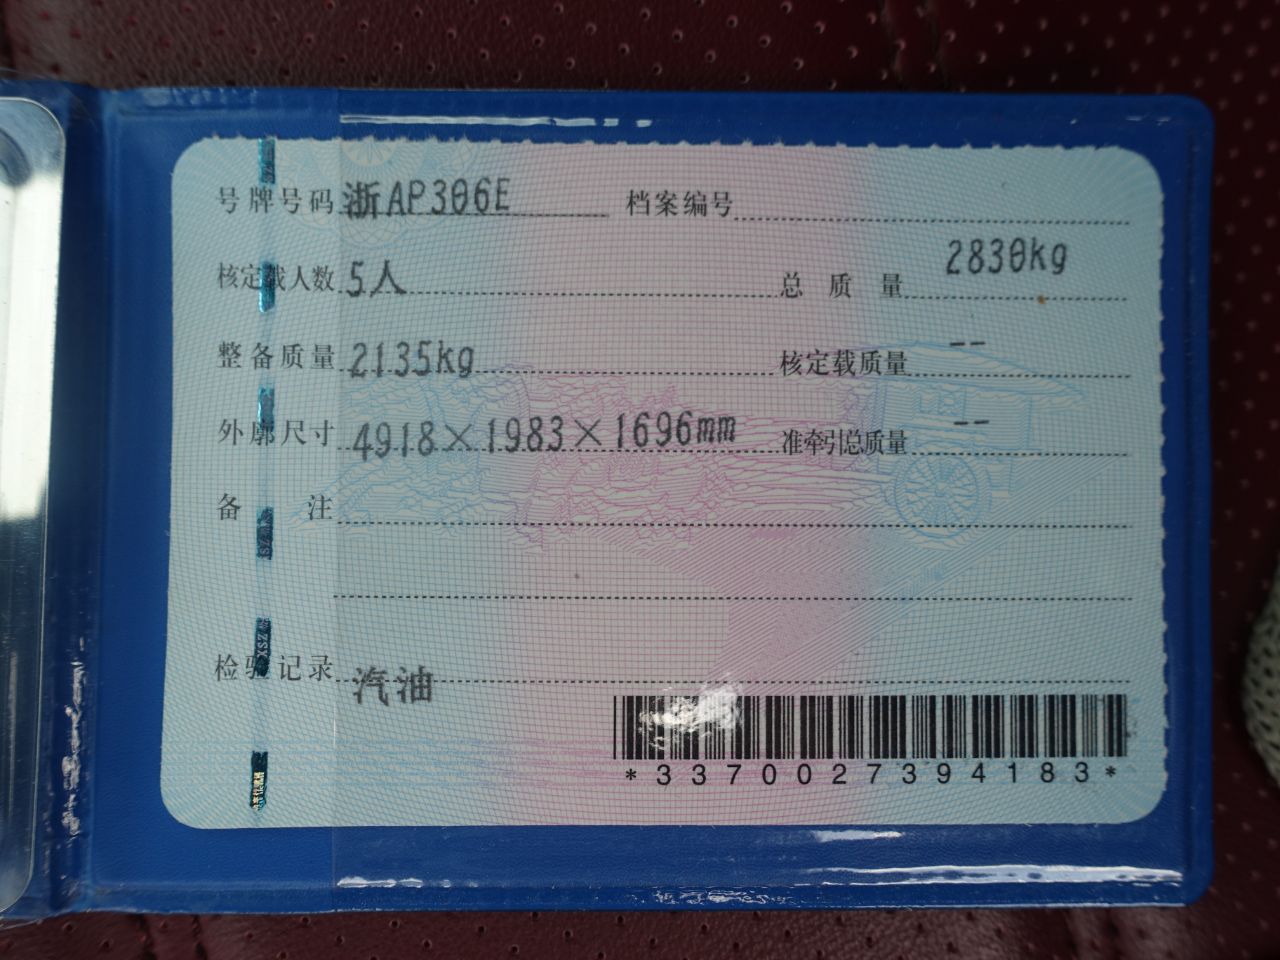 号牌号码 浙AP306E 档案编号
核定载人数 5人 总质量 2830kg
整备质量 2135kg 核定载质量 --
外廓尺寸 4918×1983×1696mm 准牵引总质量 --
备注
检验记录 汽油
*3370027394183*